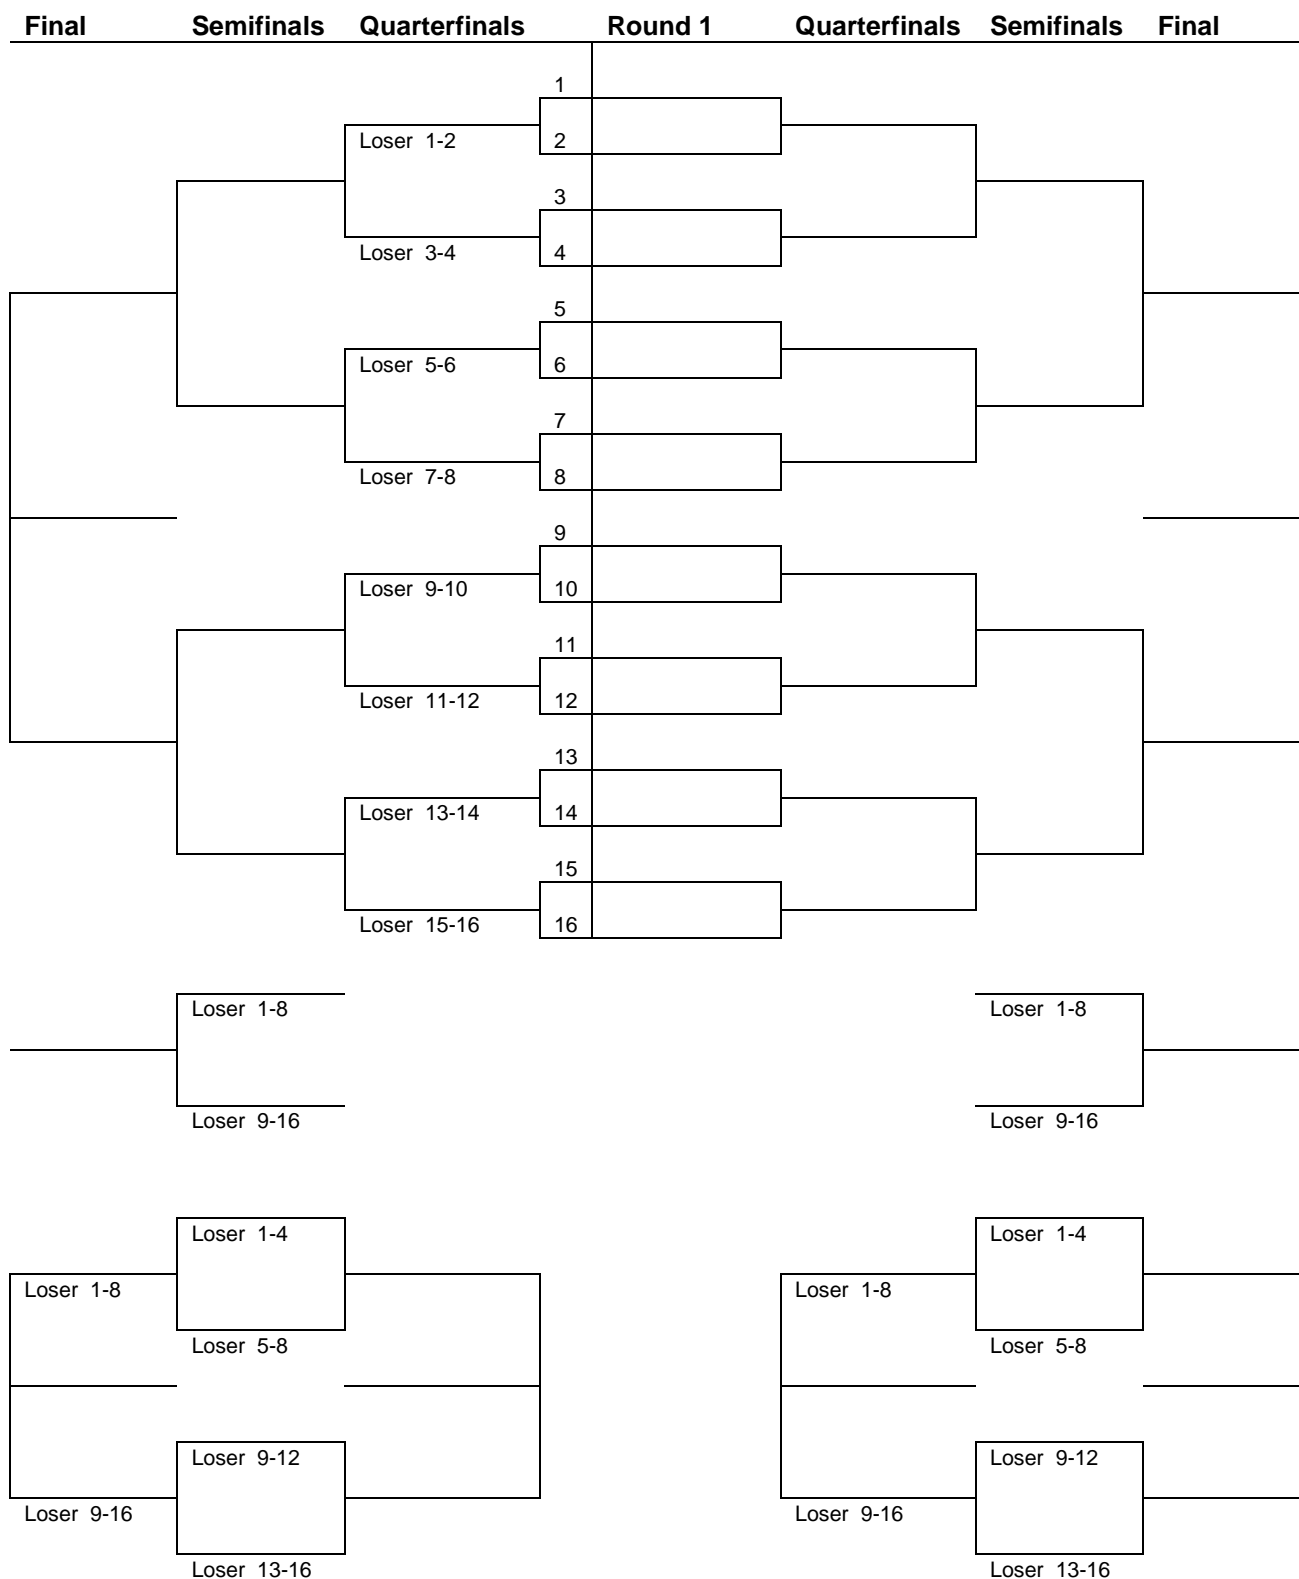 Final Semifinals Quarterfinals Round 1 Quarterfinals Semifinals Final
1
Loser 1-2 2
3
Loser 3-4 4
5
Loser 5-6 6
7
Loser 7-8 8
9
Loser 9-10 10
11
Loser 11-12 12
13
Loser 13-14 14
15
Loser 15-16 16
Loser 1-8 Loser 1-8
Loser 9-16 Loser 9-16
Loser 1-4 Loser 1-4
Loser 1-8 Loser 1-8
Loser 5-8 Loser 5-8
Loser 9-12 Loser 9-12
Loser 9-16 Loser 9-16
Loser 13-16 Loser 13-16